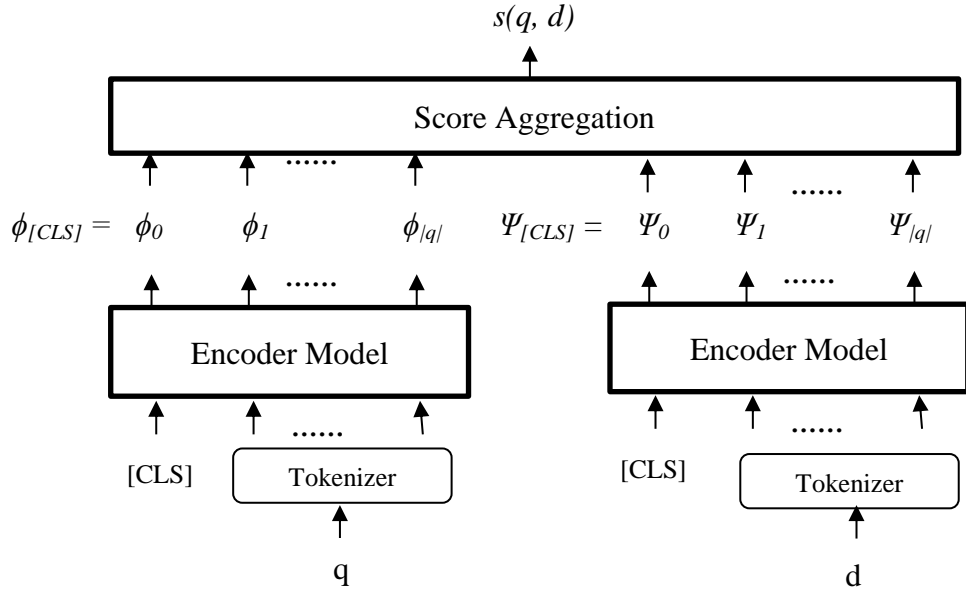 s(q, d)
Score Aggregation
......
......
ϕ[CLS] = ϕ0 ϕ1 ϕ|q| Ψ[CLS] = Ψ0 Ψ1 Ψ|q|
...... ......
Encoder Model Encoder Model
...... ......
[CLS] Tokenizer [CLS] Tokenizer
q d